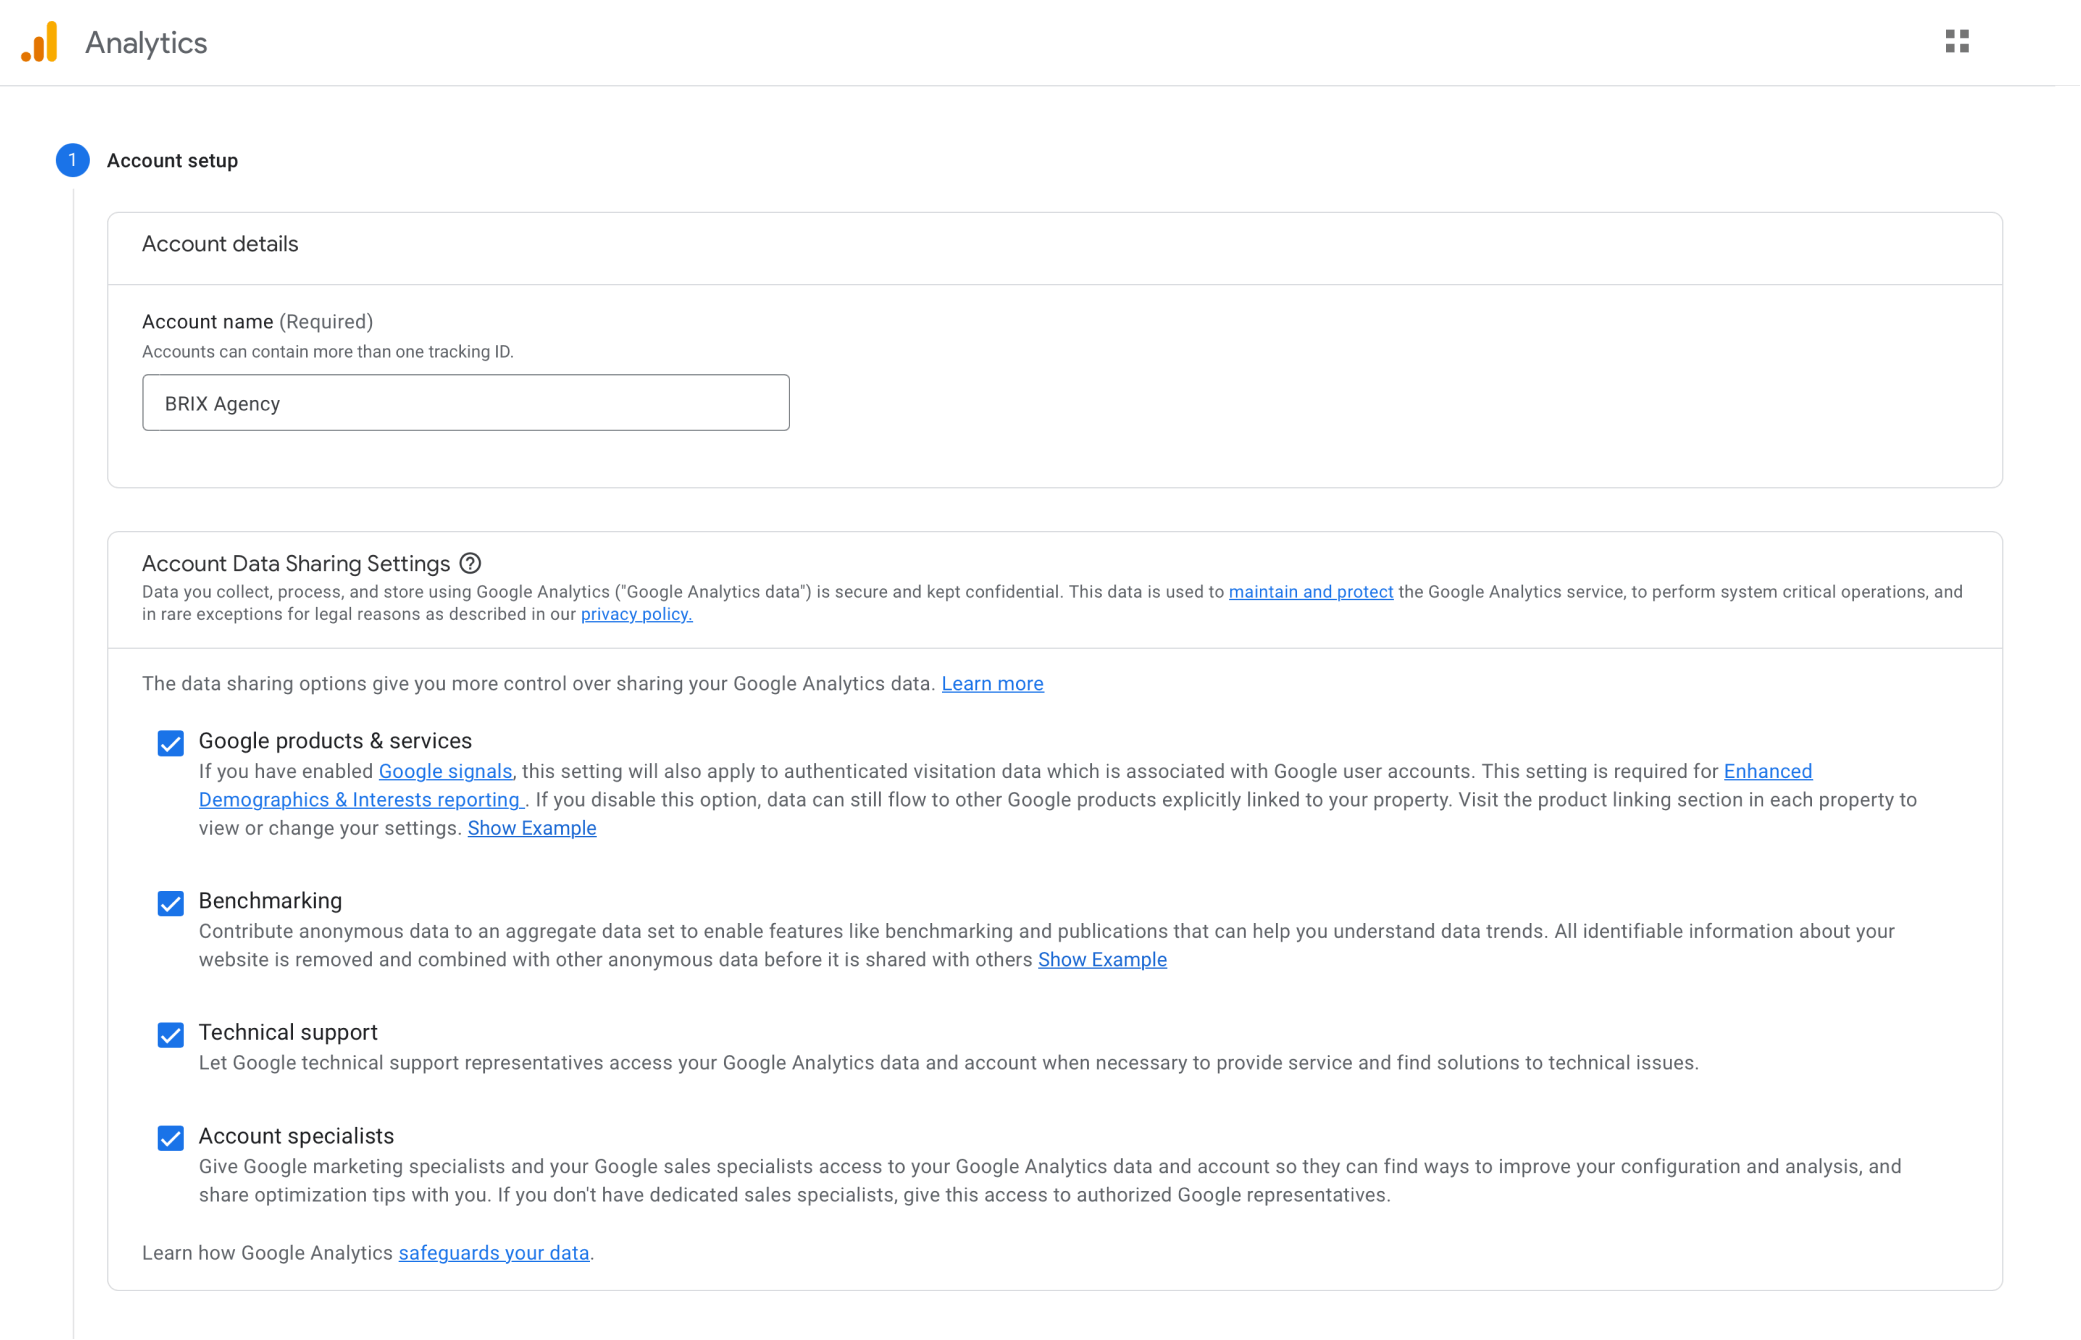 Analytics
1 Account setup
Account details
Account name (Required)
Accounts can contain more than one tracking ID.
BRIX Agency
Account Data Sharing Settings ?
Data you collect, process, and store using Google Analytics ("Google Analytics data") is secure and kept confidential. This data is used to maintain and protect the Google Analytics service, to perform system critical operations, and
in rare exceptions for legal reasons as described in our privacy policy.
The data sharing options give you more control over sharing your Google Analytics data. Learn more
Google products & services
If you have enabled Google signals, this setting will also apply to authenticated visitation data which is associated with Google user accounts. This setting is required for Enhanced
Demographics & Interests reporting . If you disable this option, data can still flow to other Google products explicitly linked to your property. Visit the product linking section in each property to
view or change your settings. Show Example
Benchmarking
Contribute anonymous data to an aggregate data set to enable features like benchmarking and publications that can help you understand data trends. All identifiable information about your
website is removed and combined with other anonymous data before it is shared with others Show Example
Technical support
Let Google technical support representatives access your Google Analytics data and account when necessary to provide service and find solutions to technical issues.
Account specialists
Give Google marketing specialists and your Google sales specialists access to your Google Analytics data and account so they can find ways to improve your configuration and analysis, and
share optimization tips with you. If you don't have dedicated sales specialists, give this access to authorized Google representatives.
Learn how Google Analytics safeguards your data.